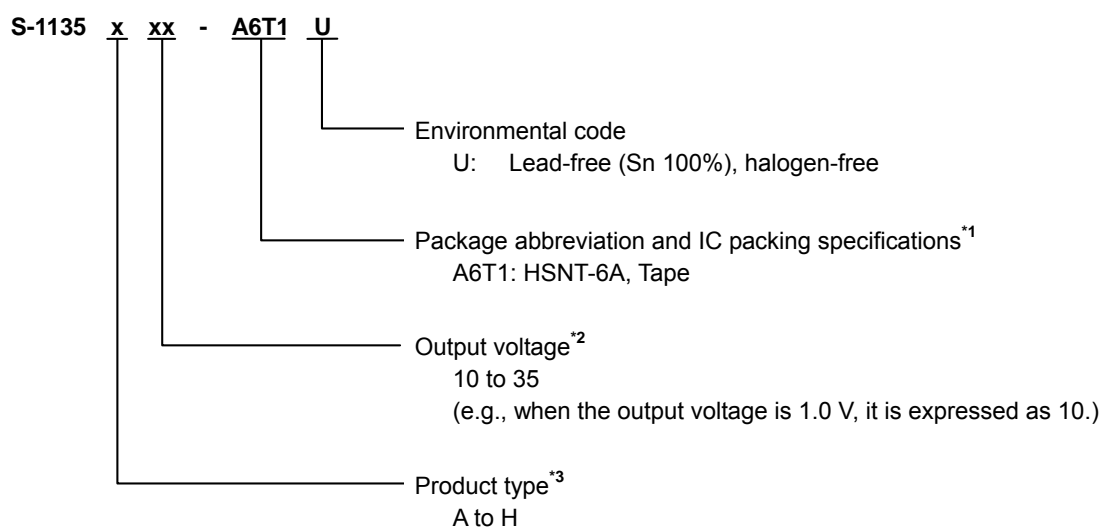 S-1135 x xx - A6T1 U
Environmental code
U: Lead-free (Sn 100%), halogen-free
Package abbreviation and IC packing specifications*1
A6T1: HSNT-6A, Tape
Output voltage*2
10 to 35
(e.g., when the output voltage is 1.0 V, it is expressed as 10.)
Product type*3
A to H